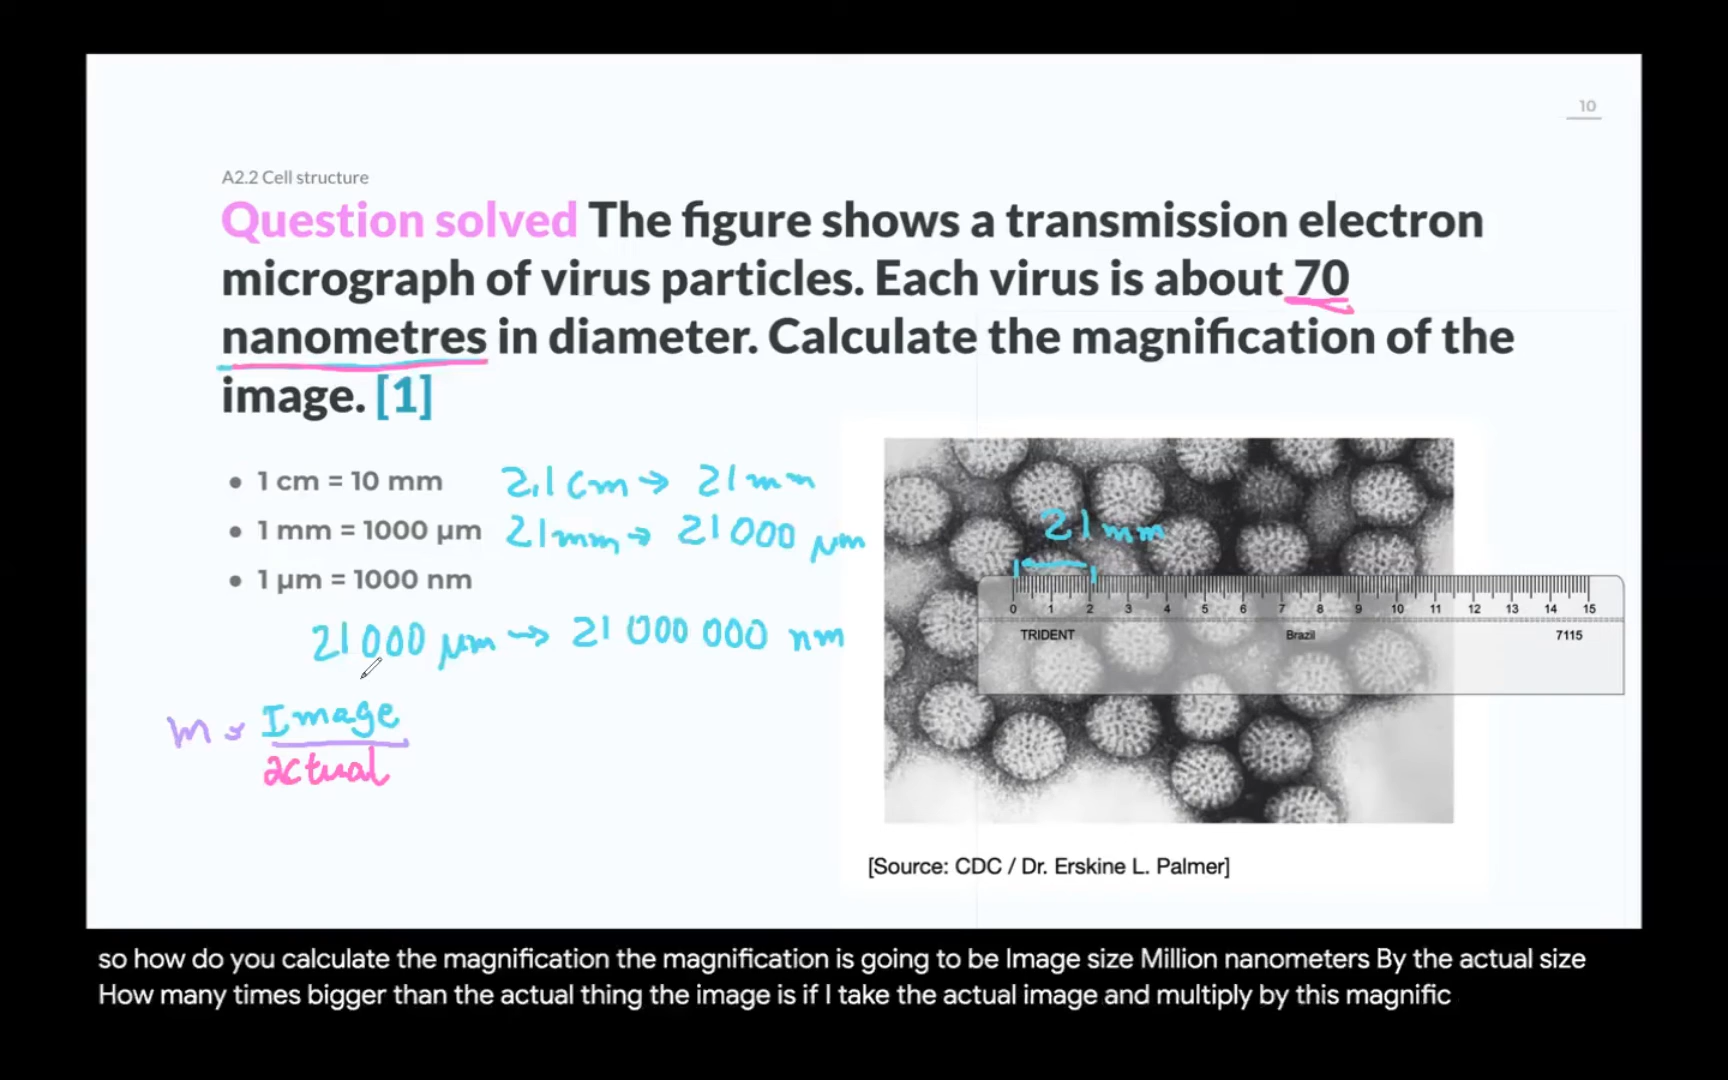 10
A2.2 Cell structure
Question solved The figure shows a transmission electron
micrograph of virus particles. Each virus is about 70
nanometres in diameter. Calculate the magnification of the
image. [1]
• 1 cm = 10 mm
2,1 cm → 21 mm
• 1 mm = 1000 µm
21 mm → 21 000 µm
• 1 µm = 1000 nm
21 000 µm → 21 000 000 nm
m = Image
actual
21 mm
0 1 2 3 4 5 6 7 8 9 10 11 12 13 14 15
TRIDENT Brazil 7115
[Source: CDC / Dr. Erskine L. Palmer]
so how do you calculate the magnification the magnification is going to be Image size Million nanometers By the actual size
How many times bigger than the actual thing the image is if I take the actual image and multiply by this magnific